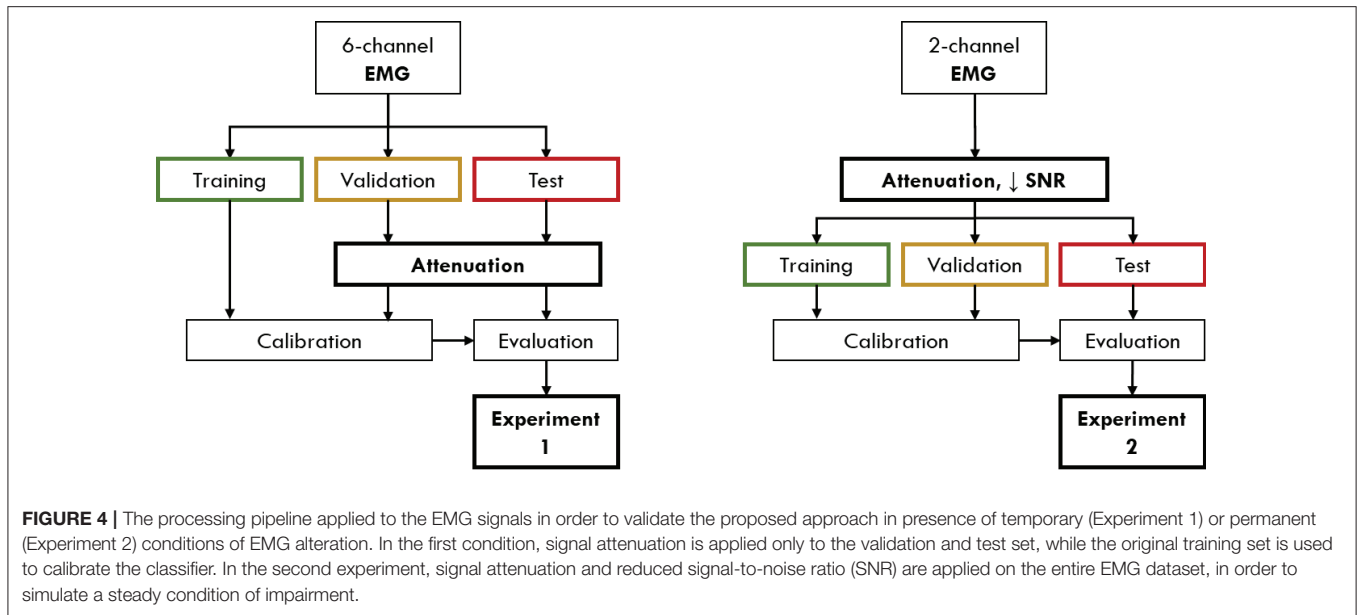 6-channel
EMG
Training
Validation
Test
Attenuation
Calibration
Evaluation
Experiment
1
2-channel
EMG
Attenuation, ↓ SNR
Training
Validation
Test
Calibration
Evaluation
Experiment
2
FIGURE 4 | The processing pipeline applied to the EMG signals in order to validate the proposed approach in presence of temporary (Experiment 1) or permanent
(Experiment 2) conditions of EMG alteration. In the first condition, signal attenuation is applied only to the validation and test set, while the original training set is used
to calibrate the classifier. In the second experiment, signal attenuation and reduced signal-to-noise ratio (SNR) are applied on the entire EMG dataset, in order to
simulate a steady condition of impairment.